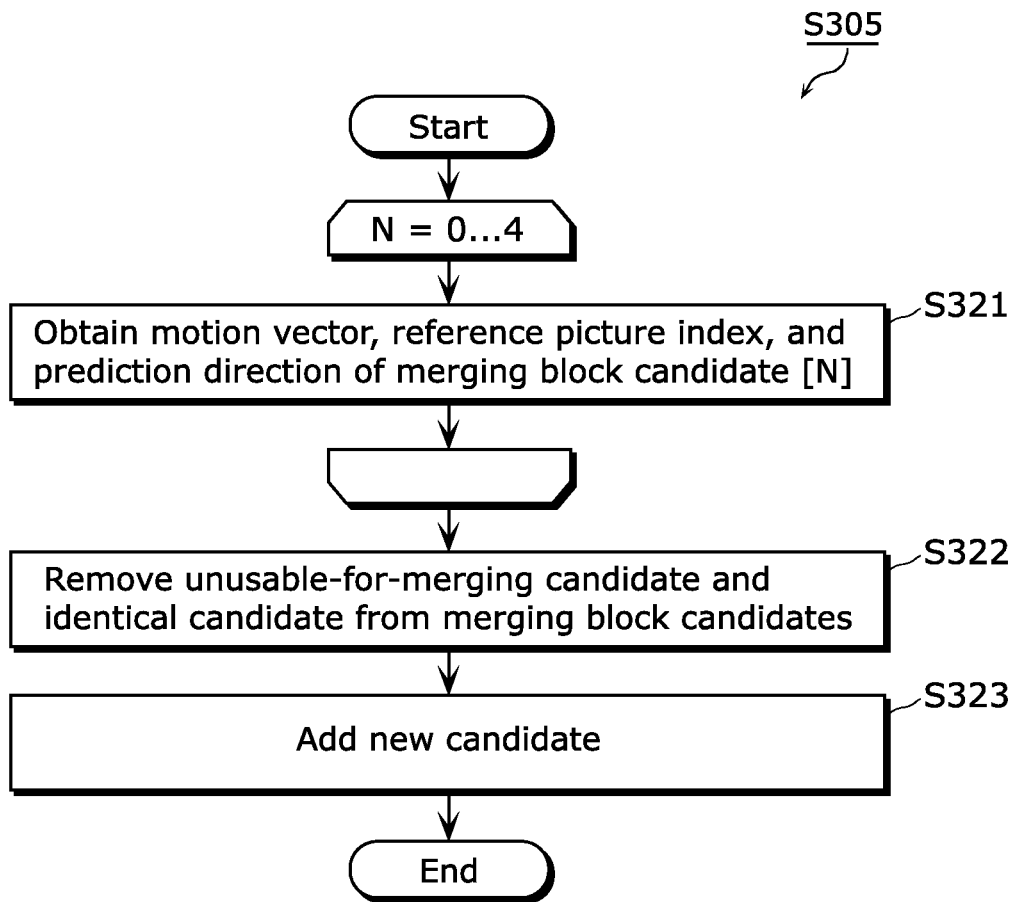 S305
Start
N = 0...4
S321
Obtain motion vector, reference picture index, and
prediction direction of merging block candidate [N]
S322
Remove unusable-for-merging candidate and
identical candidate from merging block candidates
S323
Add new candidate
End